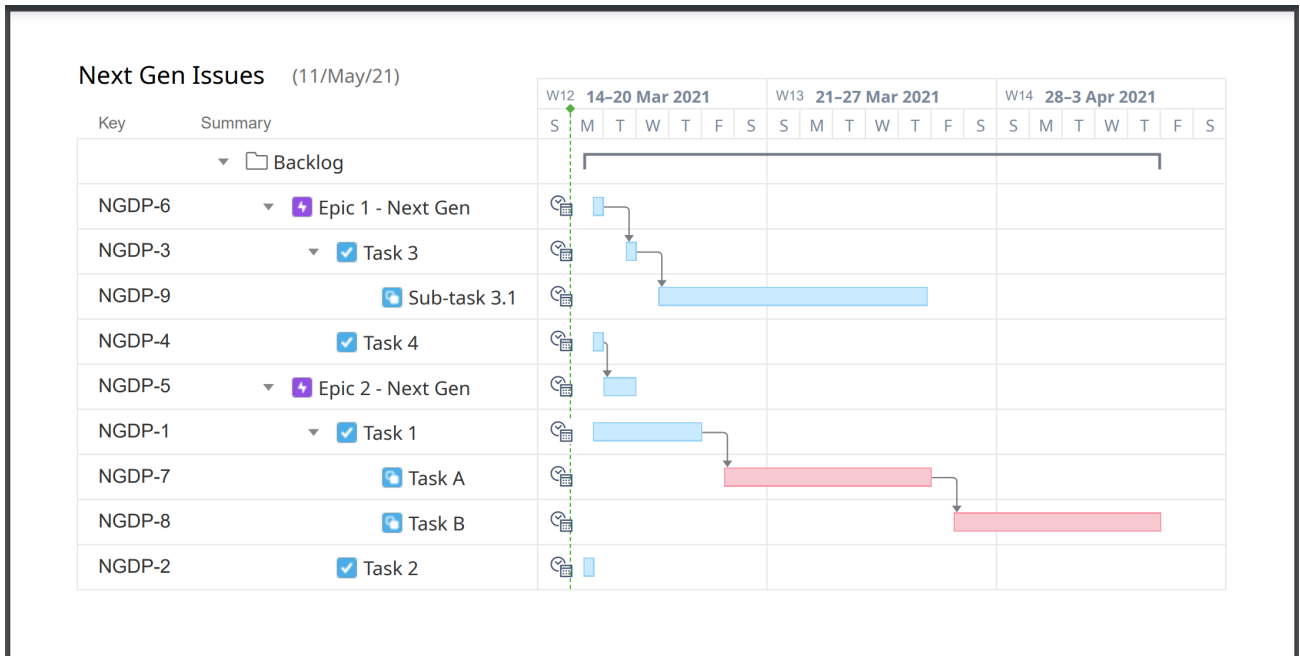 Next Gen Issues (11/May/21)
W12 14–20 Mar 2021 W13 21–27 Mar 2021 W14 28–3 Apr 2021
Key Summary S M T W T F S S M T W T F S S M T W T F S
Backlog
NGDP-6 Epic 1 - Next Gen
NGDP-3 Task 3
NGDP-9 Sub-task 3.1
NGDP-4 Task 4
NGDP-5 Epic 2 - Next Gen
NGDP-1 Task 1
NGDP-7 Task A
NGDP-8 Task B
NGDP-2 Task 2